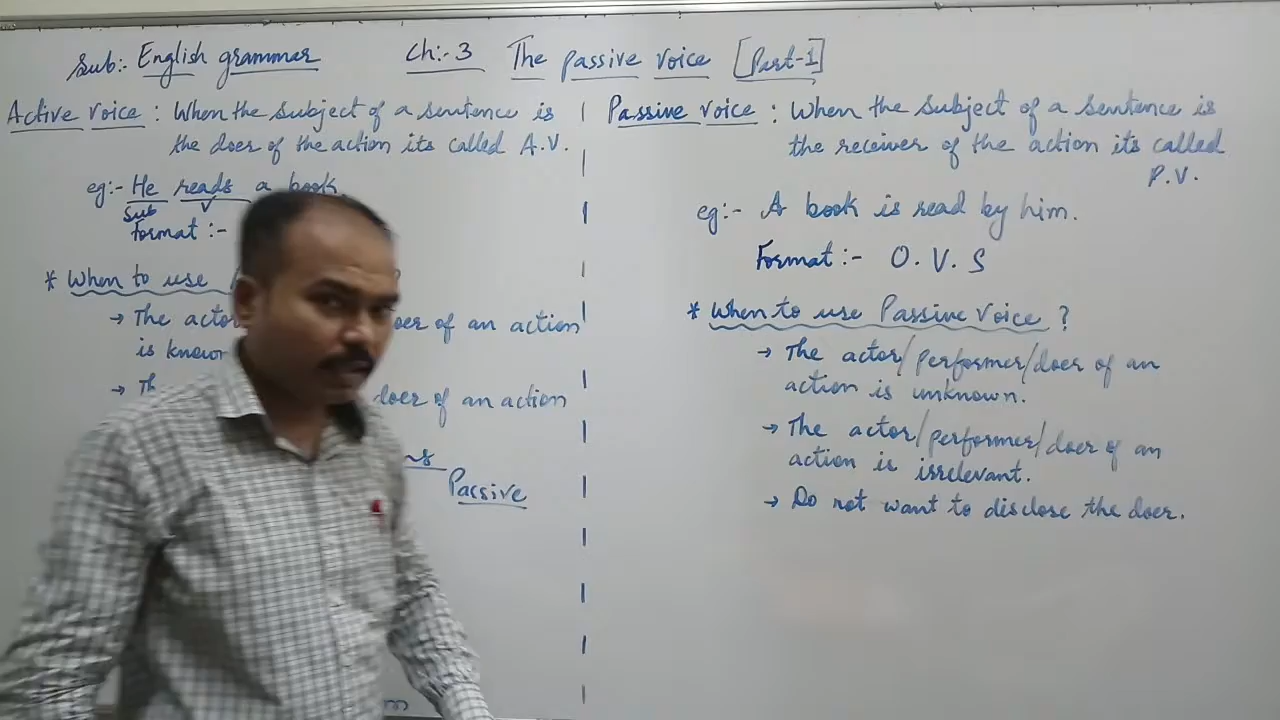 Sub:- English grammar Ch:- 3 The passive voice [Part-1]
Active voice : When the subject of a sentence is
the doer of the action its called A.V.
eg:- He reads a book.
Sub V
format :-
* When to use
→ The actor doer of an action
is known
→ Th doer of an action
Passive
Passive voice : When the subject of a sentence is
the receiver of the action its called
P.V.
eg:- A book is read by him.
Format :- O. V. S
* When to use Passive Voice ?
→ The actor/performer/doer of an
action is unknown.
→ The actor/performer/doer of an
action is irrelevant.
→ Do not want to disclose the doer.